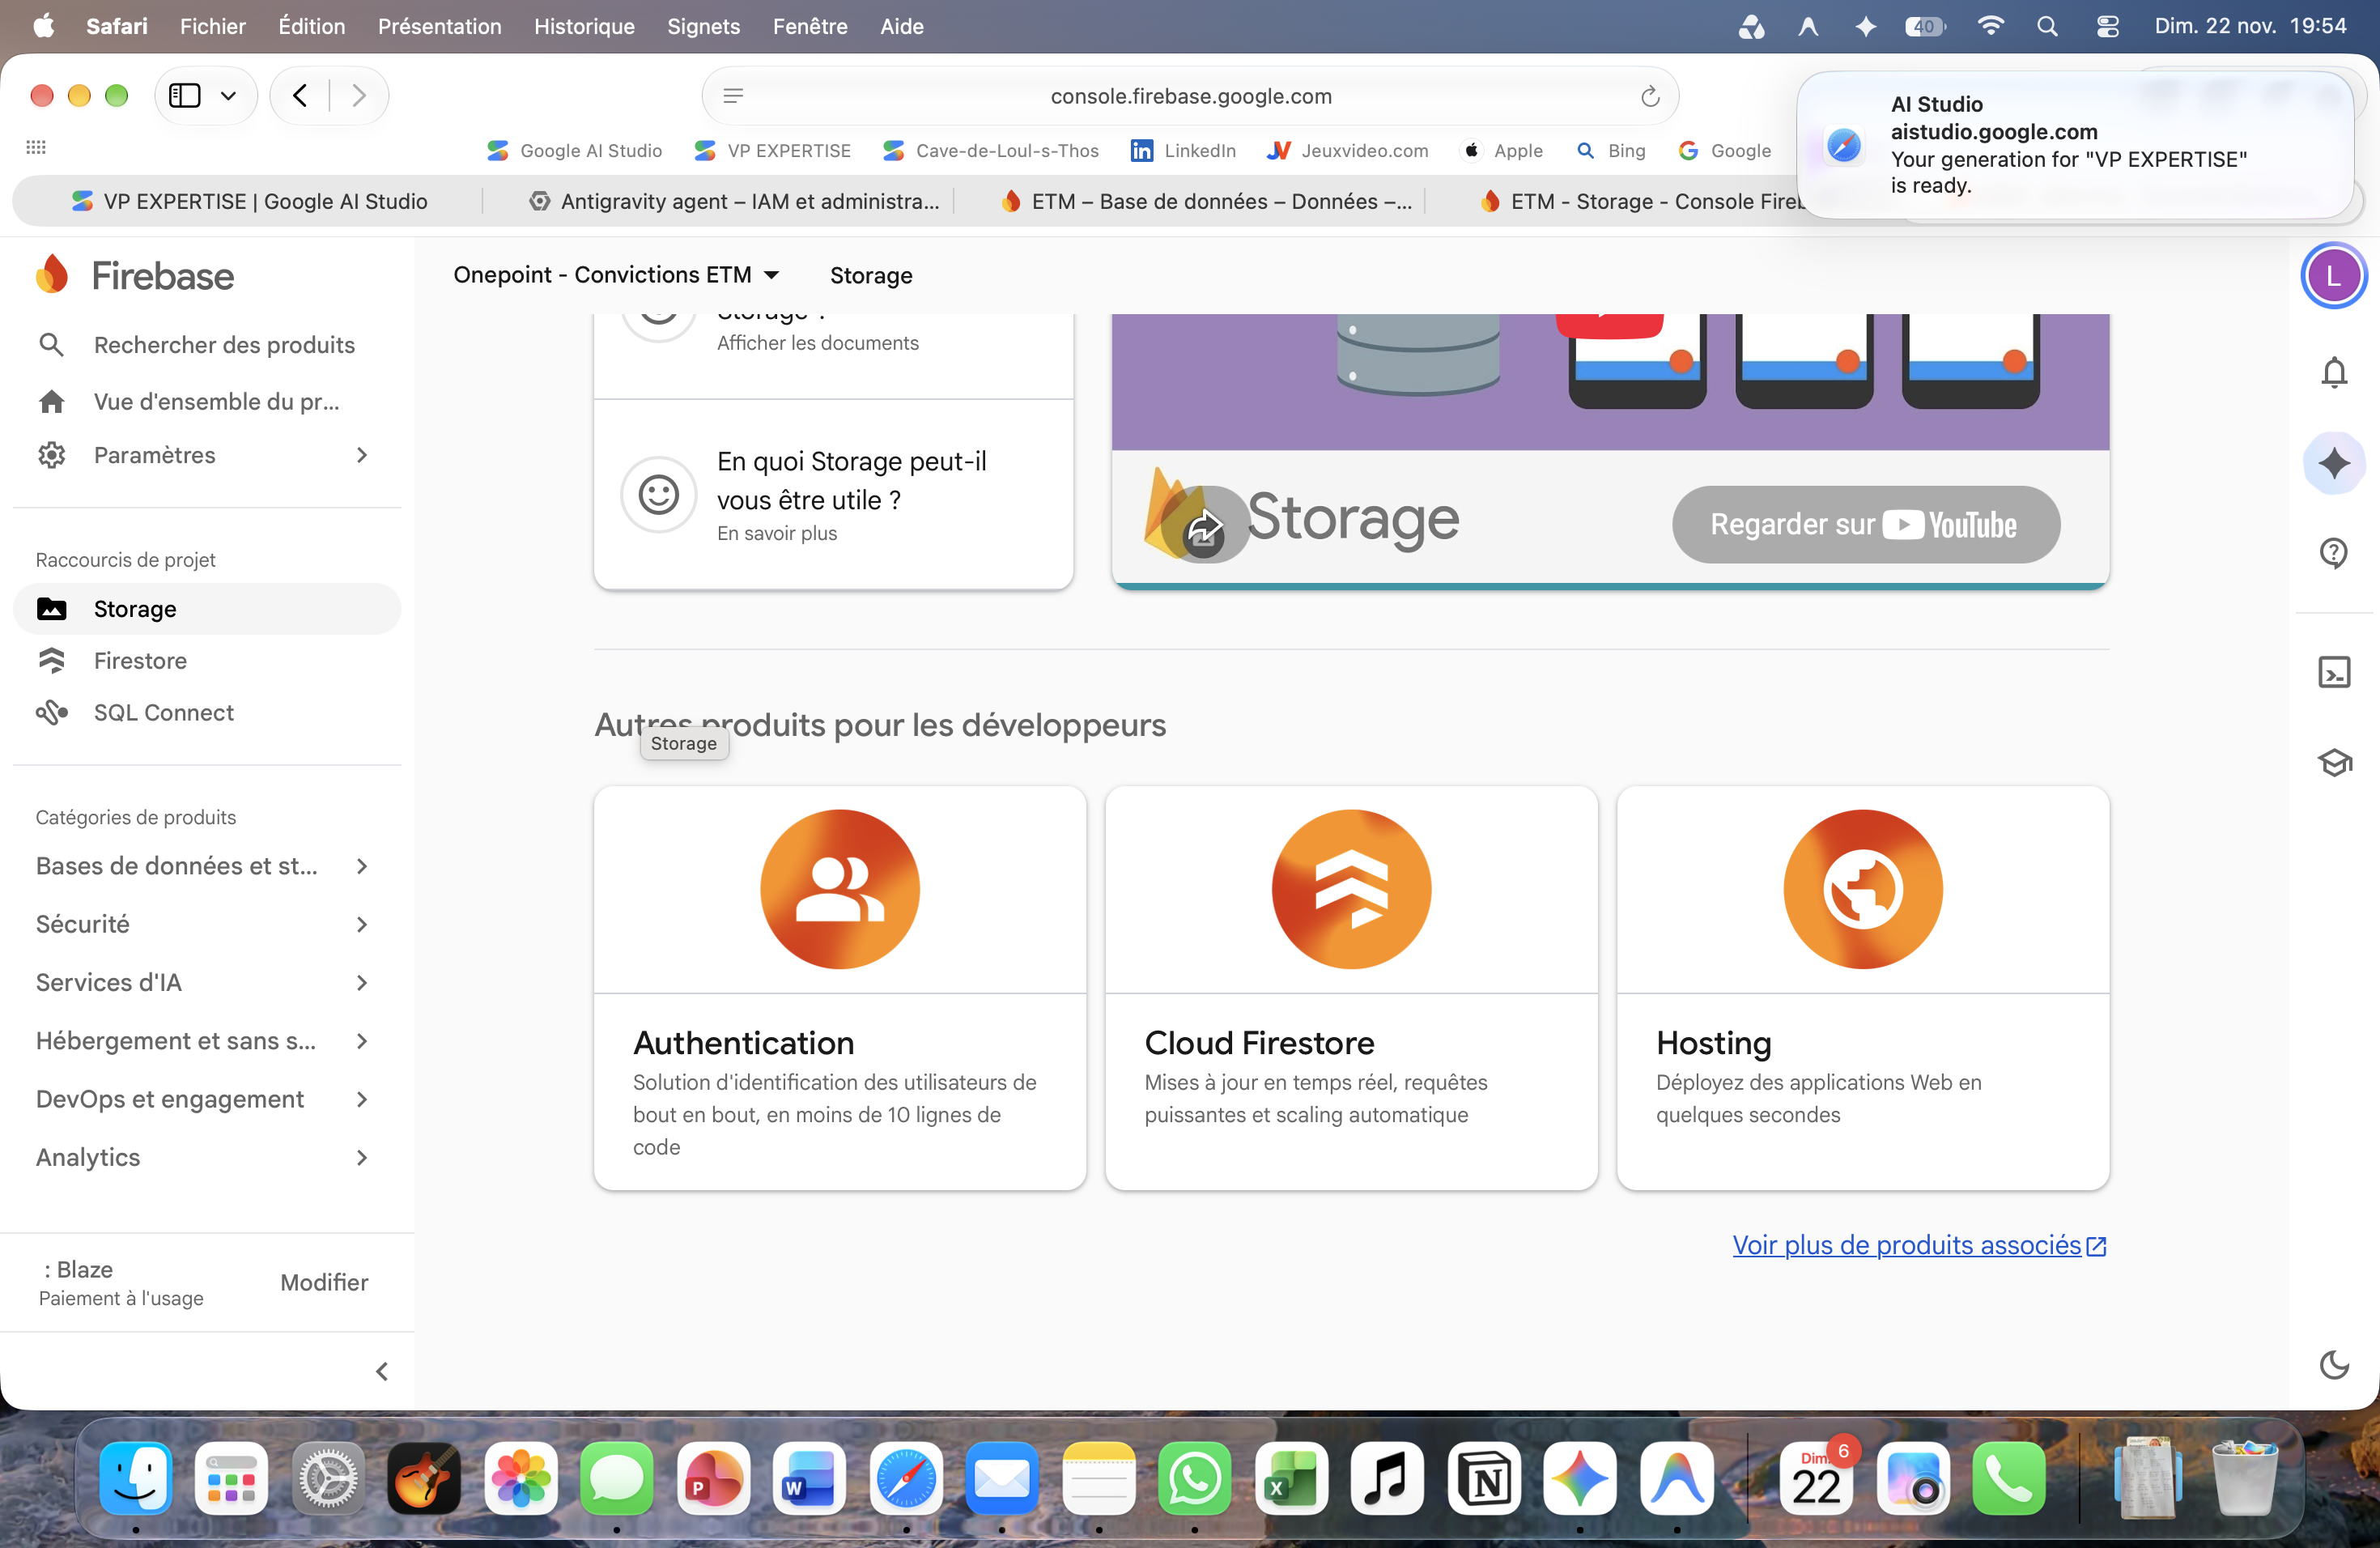 Safari Fichier Édition Présentation Historique Signets Fenêtre Aide
40 Dim. 22 nov. 19:54
console.firebase.google.com
AI Studio
aistudio.google.com
Your generation for "VP EXPERTISE"
is ready.
Google AI Studio VP EXPERTISE Cave-de-Loul-s-Thos LinkedIn Jeuxvideo.com Apple Bing Google
VP EXPERTISE | Google AI Studio
Antigravity agent – IAM et administra...
ETM – Base de données – Données –...
ETM - Storage - Console Fireb
Firebase
Rechercher des produits
Vue d'ensemble du pr...
Paramètres
Raccourcis de projet
Storage
Firestore
SQL Connect
Catégories de produits
Bases de données et st...
Sécurité
Services d'IA
Hébergement et sans s...
DevOps et engagement
Analytics
: Blaze
Paiement à l'usage
Modifier
Onepoint - Convictions ETM
Storage
Storage ?
Afficher les documents
En quoi Storage peut-il
vous être utile ?
En savoir plus
Storage
Regarder sur YouTube
Autres produits pour les développeurs
Storage
Authentication
Solution d'identification des utilisateurs de
bout en bout, en moins de 10 lignes de
code
Cloud Firestore
Mises à jour en temps réel, requêtes
puissantes et scaling automatique
Hosting
Déployez des applications Web en
quelques secondes
Voir plus de produits associés
L
Dim.
22
6